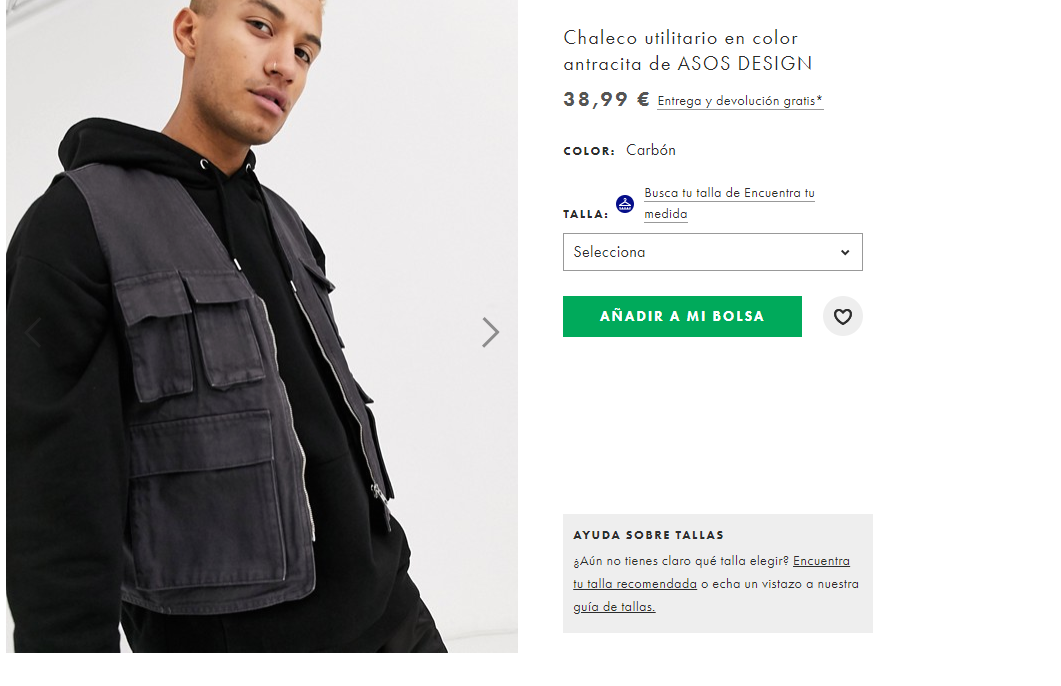 Chaleco utilitario en color
antracita de ASOS DESIGN
38,99 € Entrega y devolución gratis*
COLOR: Carbón
Busca tu talla de Encuentra tu
TALLA: medida
Selecciona
AÑADIR A MI BOLSA
AYUDA SOBRE TALLAS
¿Aún no tienes claro qué talla elegir? Encuentra
tu talla recomendada o echa un vistazo a nuestra
guía de tallas.